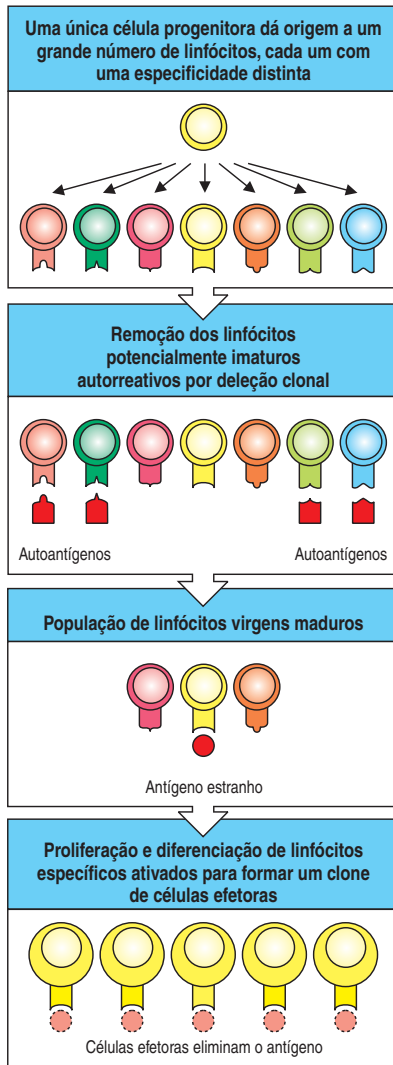 Uma única célula progenitora dá origem a um
grande número de linfócitos, cada um com
uma especificidade distinta
Remoção dos linfócitos
potencialmente imaturos
autorreativos por deleção clonal
Autoantígenos
Autoantígenos
População de linfócitos virgens maduros
Antígeno estranho
Proliferação e diferenciação de linfócitos
específicos ativados para formar um clone
de células efetoras
Células efetoras eliminam o antígeno